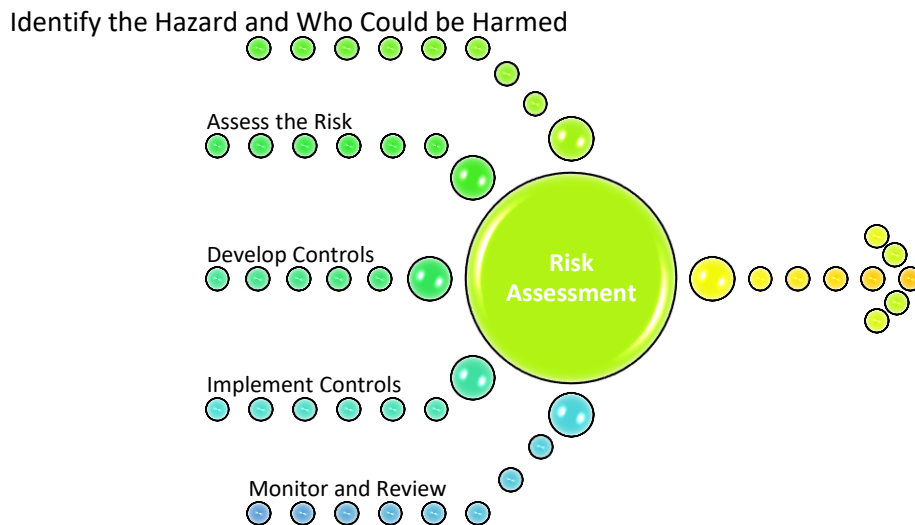 Identify the Hazard and Who Could be Harmed
Assess the Risk
Develop Controls
Risk
Assessment
Implement Controls
Monitor and Review